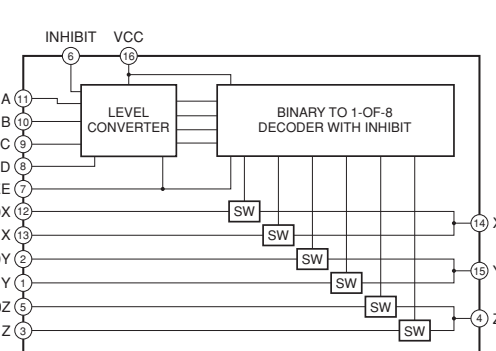 INHIBIT VCC
6 16
A 11
B 10
C 9
D 8
E 7
X 12
X 13
Y 2
Y 1
Z 5
Z 3
LEVEL
CONVERTER
BINARY TO 1-OF-8
DECODER WITH INHIBIT
SW
SW
SW
SW
SW
SW
14 X
15 Y
4 Z